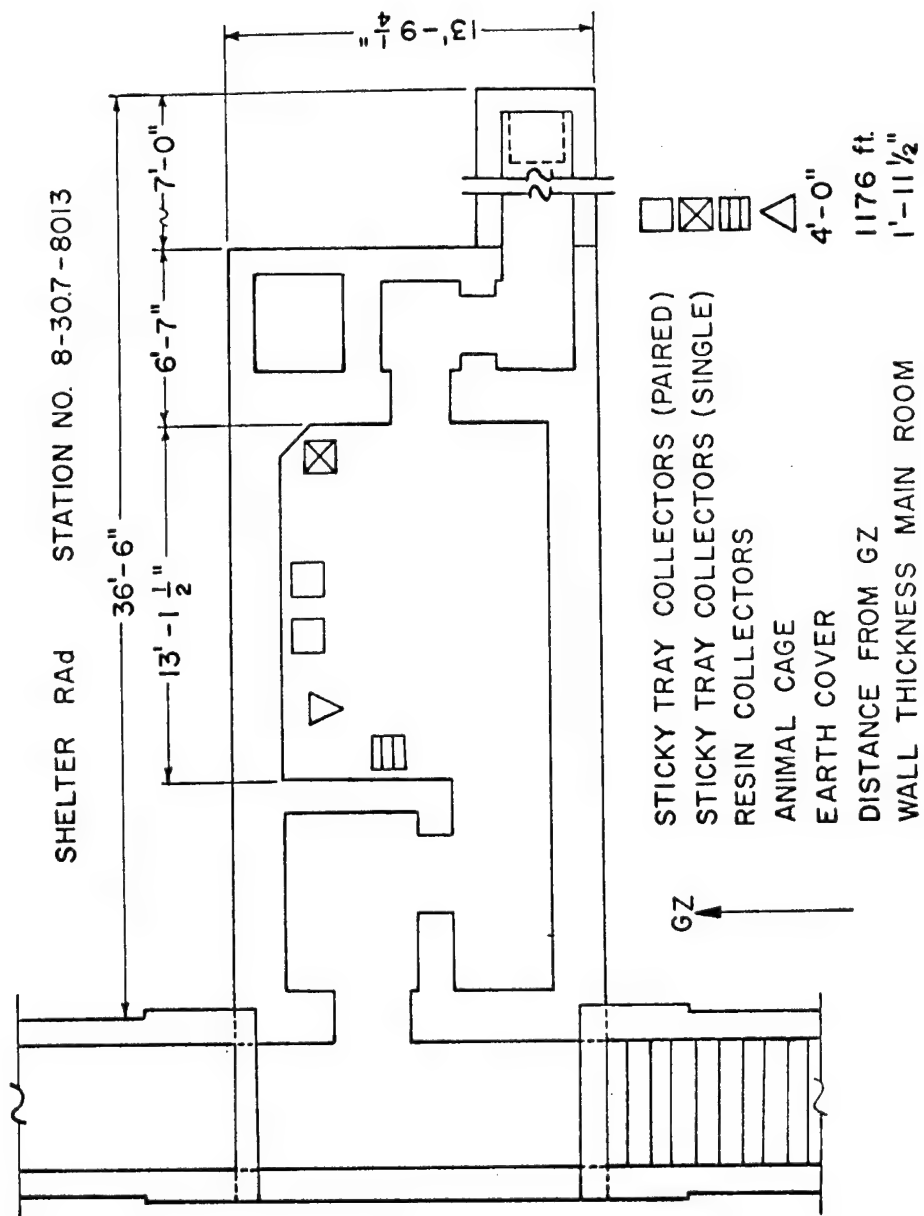 SHELTER RAd STATION NO. 8-30.7-8013
36'-6"
13'-1 1/2"
6'-7"
~7'-0"
13'-9 1/4"
GZ
STICKY TRAY COLLECTORS (PAIRED)
STICKY TRAY COLLECTORS (SINGLE)
RESIN COLLECTORS
ANIMAL CAGE
EARTH COVER 4'-0"
DISTANCE FROM GZ 1176 ft.
WALL THICKNESS MAIN ROOM 1'-11 1/2"